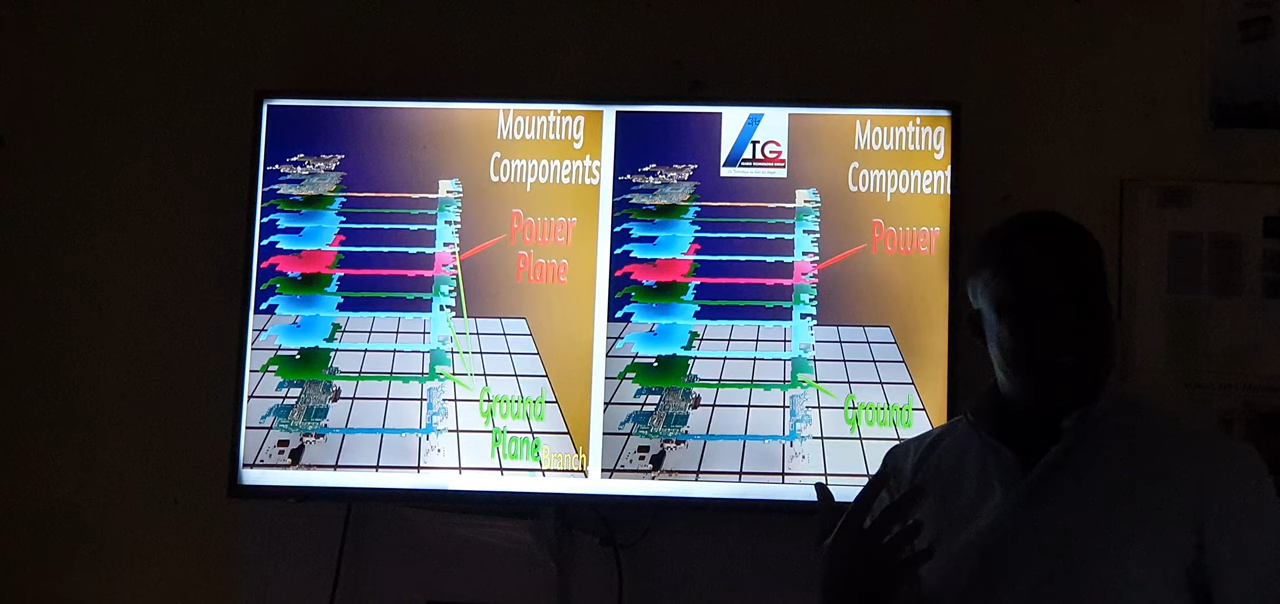 Mounting
Components
Power
Plane
Ground
Plane
Branch
TG
Mounting
Component
Power
Ground